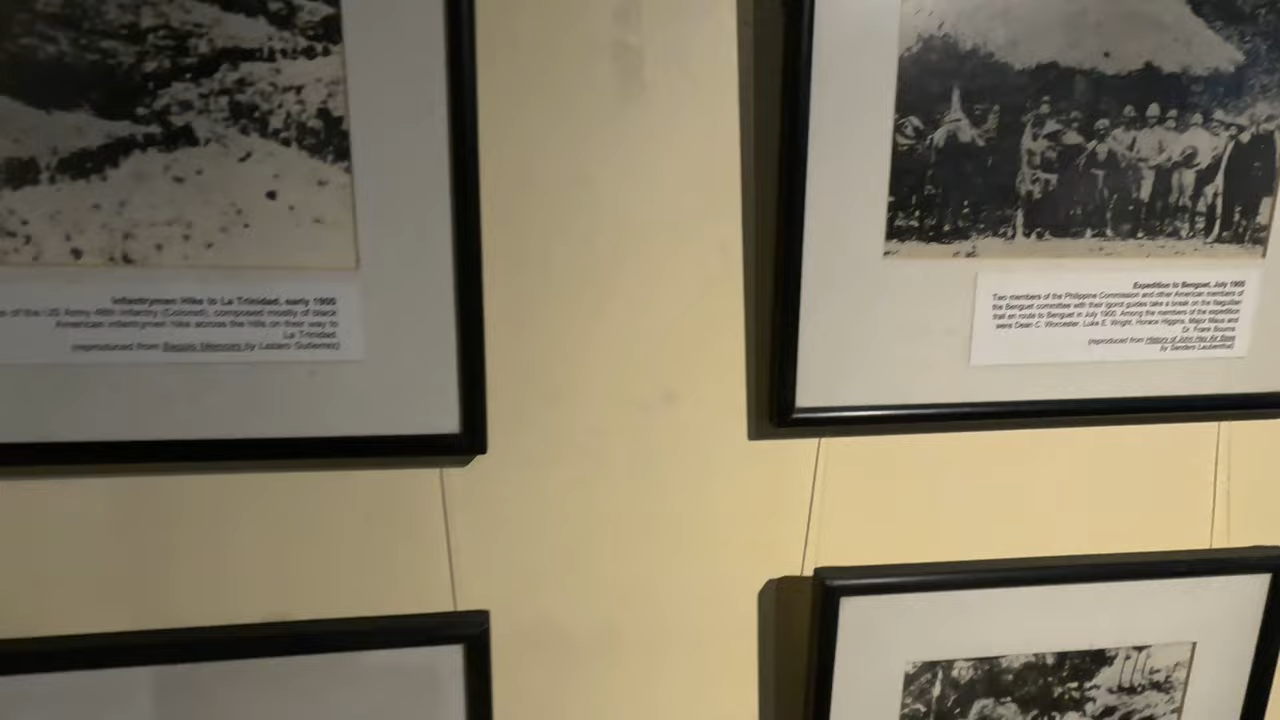 Infantrymen Hike to La Trinidad, early 1900
s of the US Army 48th Infantry (Colored), composed mostly of black
American infantrymen hike across the hills on their way to
La Trinidad.
(reproduced from Baguio Memoirs by Lazaro Gutierrez)
Expedition to Benguet, July 1900
Two members of the Philippine Commission and other American members of
the Benguet committee with their Igorot guides take a break on the Naguilian
trail en route to Benguet in July 1900. Among the members of the expedition
were Dean C. Worcester, Luke E. Wright, Horace Higgins, Major Maus and
Dr. Frank Bourns
(reproduced from History of John Hay Air Base
by Sanders Laubenthal)